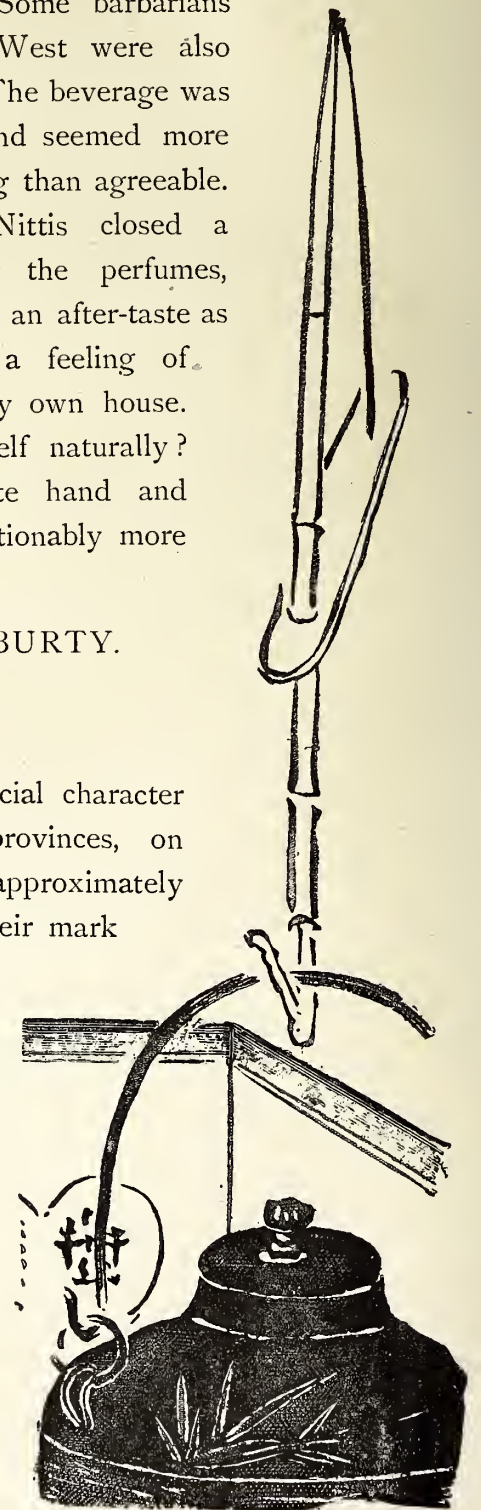 Some barbarians
West were also
The beverage was
nd seemed more
g than agreeable.
Nittis closed a
the perfumes,
an after-taste as
a feeling of
y own house.
elf naturally?
te hand and
tionably more
BURTY.
cial character
provinces, on
approximately
eir mark